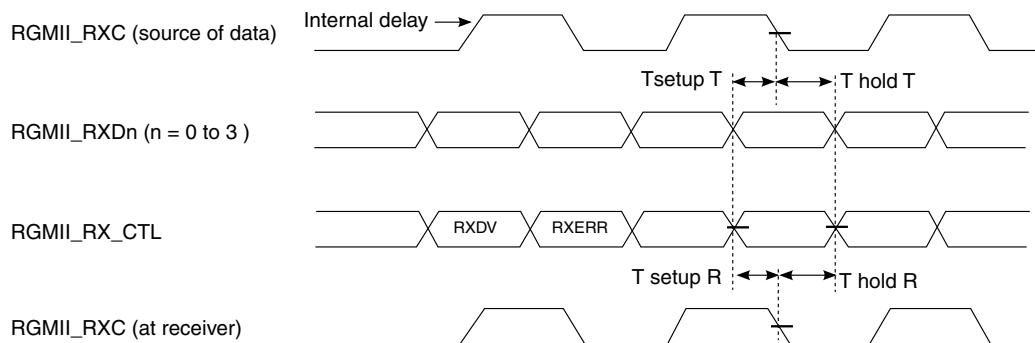 Internal delay
RGMII_RXC (source of data)
Tsetup T
T hold T
RGMII_RXDn (n = 0 to 3 )
RGMII_RX_CTL
RXDV
RXERR
T setup R
T hold R
RGMII_RXC (at receiver)